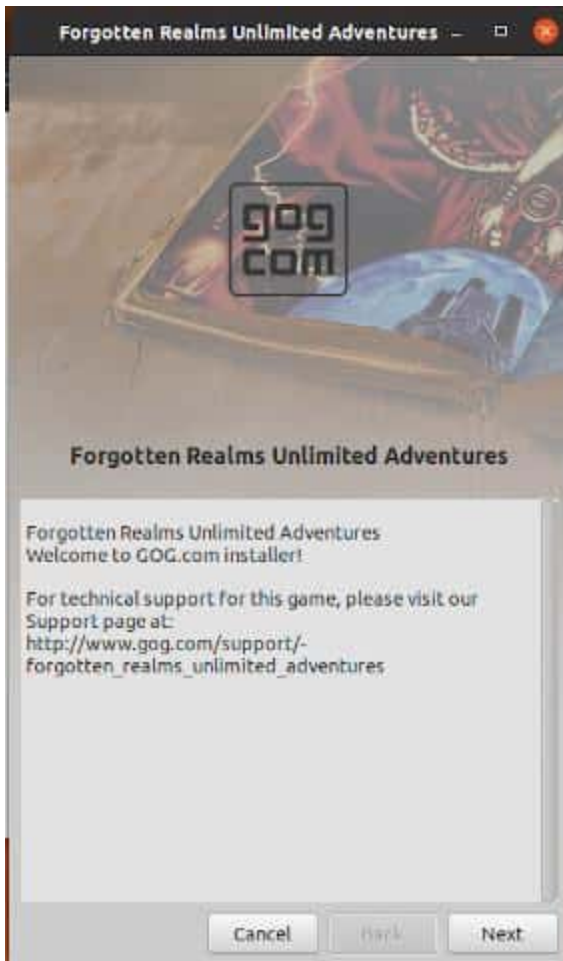 Forgotten Realms Unlimited Adventures
gog
com
Forgotten Realms Unlimited Adventures
Forgotten Realms Unlimited Adventures
Welcome to GOG.com installer!
For technical support for this game, please visit our
Support page at:
http://www.gog.com/support/-
forgotten_realms_unlimited_adventures
Cancel
Back
Next